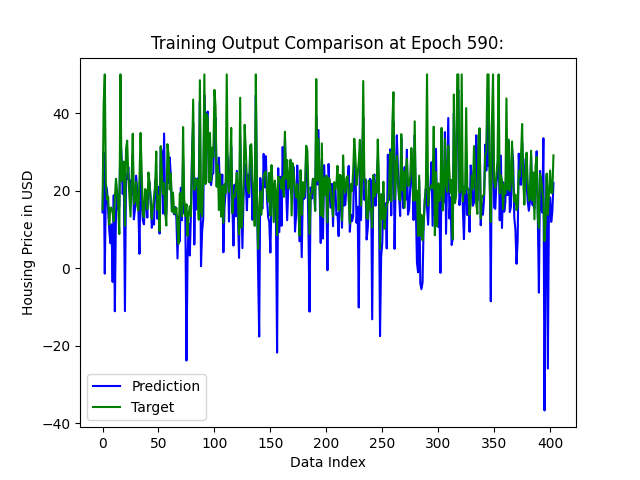 Training Output Comparison at Epoch 590:
Housing Price in USD
40
20
0
−20
−40
Prediction
Target
0
50
100
150
200
250
300
350
400
Data Index